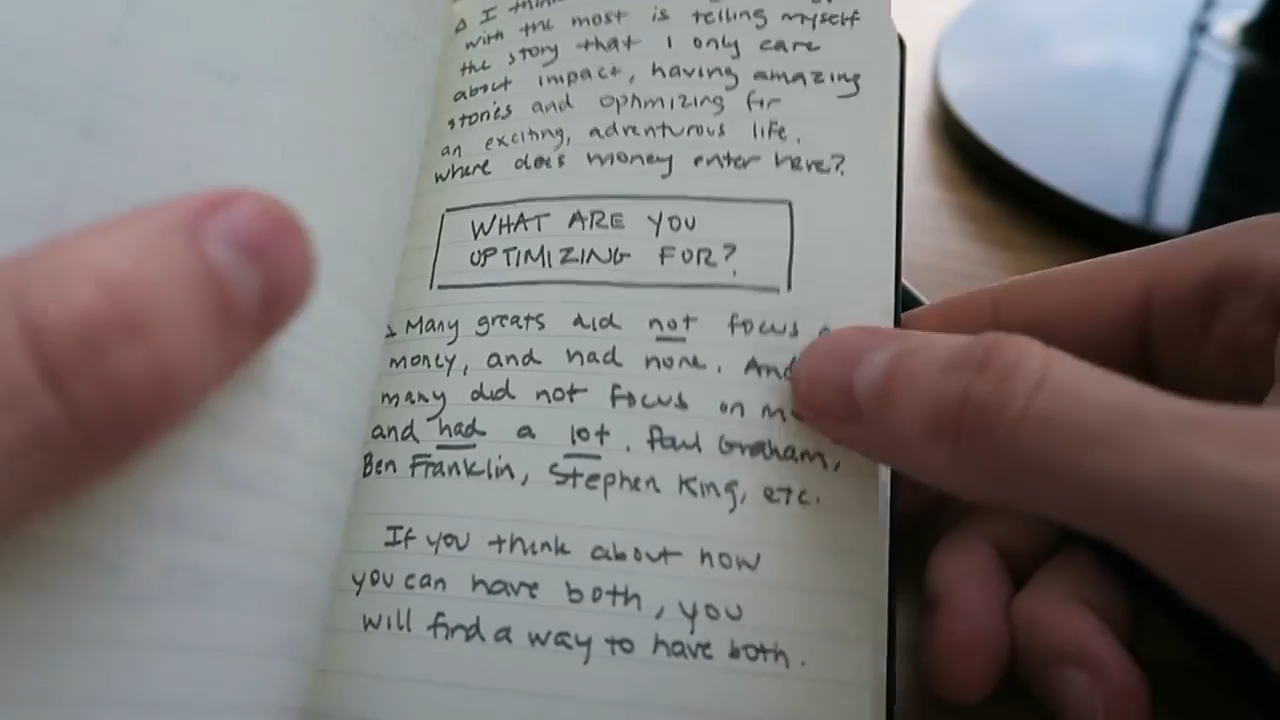 △ I think
with the most is telling myself
the story that I only care
about impact, having amazing
stories and optimizing for
an exciting, adventurous life.
where does money enter here?
WHAT ARE YOU
OPTIMIZING FOR?
Many greats did not focus
money, and had none. And
many did not focus on
and had a lot. Paul Graham,
Ben Franklin, Stephen King, etc.
If you think about how
you can have both, you
will find a way to have both.